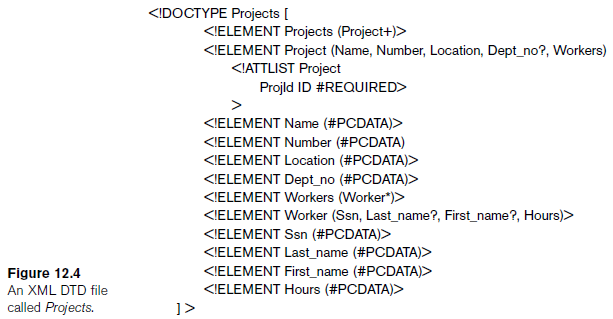 <!DOCTYPE Projects [
<!ELEMENT Projects (Project+)>
<!ELEMENT Project (Name, Number, Location, Dept_no?, Workers)
<!ATTLIST Project
ProjId ID #REQUIRED>
>
<!ELEMENT Name (#PCDATA)>
<!ELEMENT Number (#PCDATA)
<!ELEMENT Location (#PCDATA)>
<!ELEMENT Dept_no (#PCDATA)>
<!ELEMENT Workers (Worker*)>
<!ELEMENT Worker (Ssn, Last_name?, First_name?, Hours)>
<!ELEMENT Ssn (#PCDATA)>
<!ELEMENT Last_name (#PCDATA)>
<!ELEMENT First_name (#PCDATA)>
<!ELEMENT Hours (#PCDATA)>
] >
Figure 12.4
An XML DTD file
called Projects.